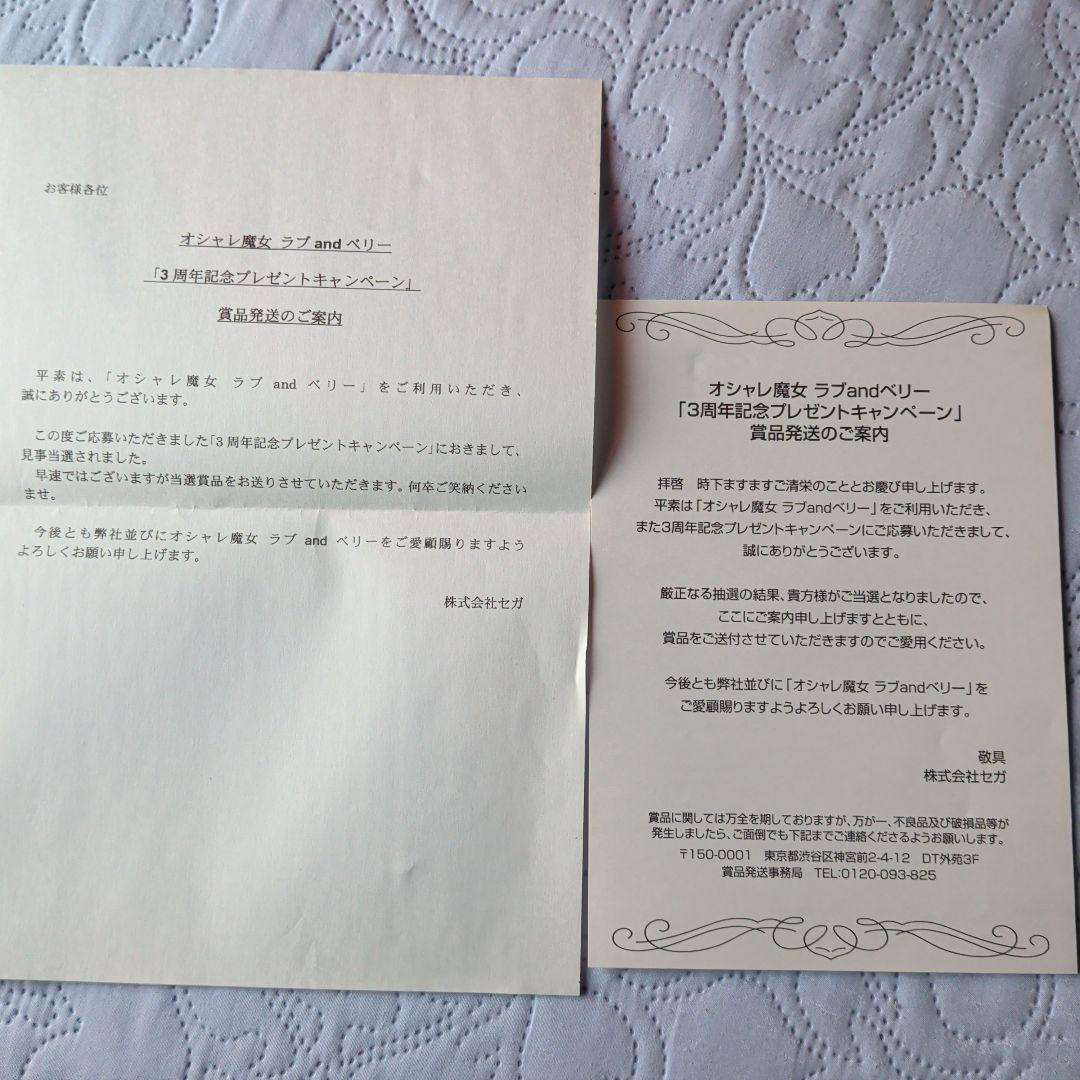 お客様各位
オシャレ魔女 ラブ and ベリー
「3 周年記念プレゼントキャンペーン」
賞品発送のご案内
平素は、「オシャレ魔女 ラブ and ベリー」をご利用いただき、
誠にありがとうございます。
この度ご応募いただきました「3 周年記念プレゼントキャンペーン」におきまして、
見事当選されました。
早速ではございますが当選賞品をお送りさせていただきます。何卒ご笑納ください
ませ。
今後とも弊社並びにオシャレ魔女 ラブ and ベリーをご愛顧賜りますよう
よろしくお願い申し上げます。
株式会社セガ
オシャレ魔女 ラブandベリー
「3周年記念プレゼントキャンペーン」
賞品発送のご案内
拝啓　時下ますますご清栄のこととお慶び申し上げます。
平素は「オシャレ魔女 ラブandベリー」をご利用いただき、
また3周年記念プレゼントキャンペーンにご応募いただきまして、
誠にありがとうございます。
厳正なる抽選の結果、貴方様がご当選となりましたので、
ここにご案内申し上げますとともに、
賞品をご送付させていただきますのでご愛用ください。
今後とも弊社並びに「オシャレ魔女 ラブandベリー」を
ご愛顧賜りますようよろしくお願い申し上げます。
敬具
株式会社セガ
賞品に関しては万全を期しておりますが、万が一、不良品及び破損品等が
発生しましたら、ご面倒でも下記までご連絡くださるようお願いします。
〒150-0001　東京都渋谷区神宮前2-4-12　DT外苑3F
賞品発送事務局　TEL:0120-093-825